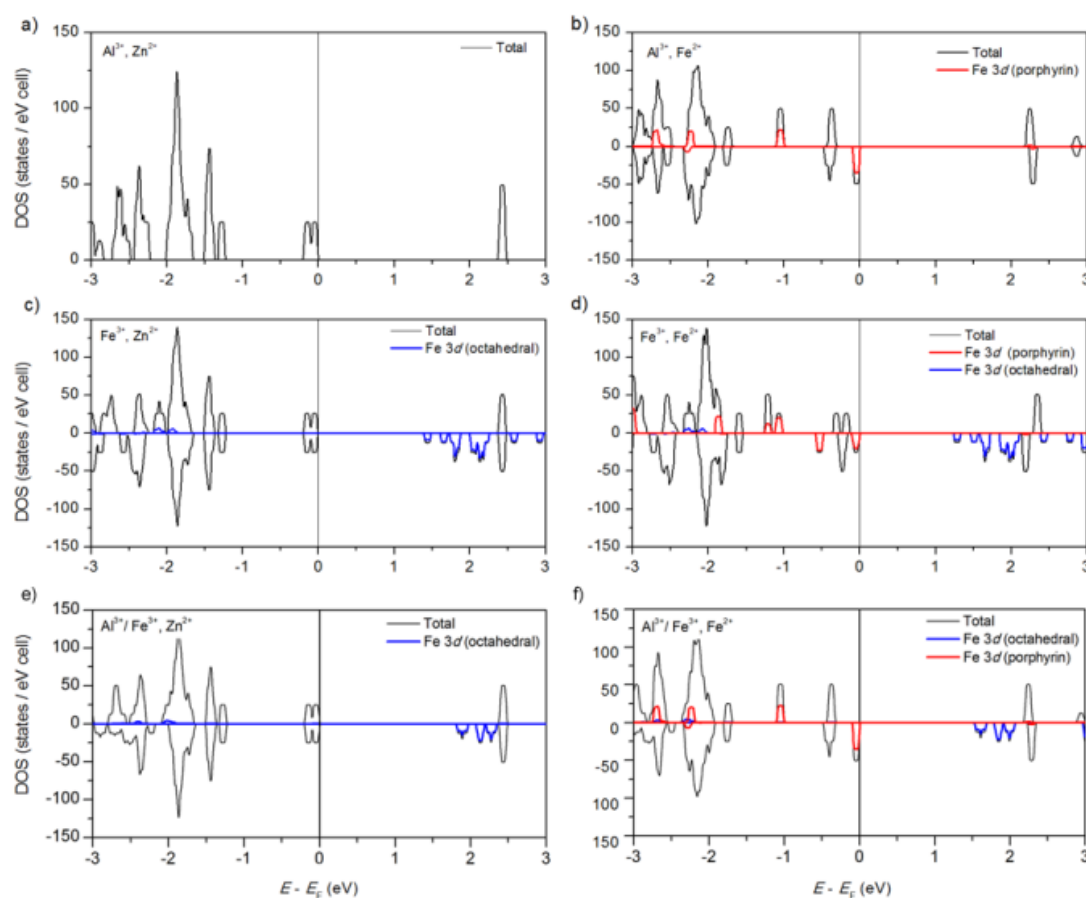 a)
Al³⁺, Zn²⁺
Total
DOS (states / eV cell)
150
100
50
0
-3 -2 -1 0 1 2 3
b)
Al³⁺, Fe²⁺
Total
Fe 3d (porphyrin)
150
100
50
0
-50
-100
-150
-3 -2 -1 0 1 2 3
c)
Fe³⁺, Zn²⁺
Total
Fe 3d (octahedral)
DOS (states / eV cell)
150
100
50
0
-50
-100
-150
-3 -2 -1 0 1 2 3
d)
Fe³⁺, Fe²⁺
Total
Fe 3d (porphyrin)
Fe 3d (octahedral)
150
100
50
0
-50
-100
-150
-3 -2 -1 0 1 2 3
e)
Al³⁺/ Fe³⁺, Zn²⁺
Total
Fe 3d (octahedral)
DOS (states / eV cell)
150
100
50
0
-50
-100
-150
-3 -2 -1 0 1 2 3
E - E_F (eV)
f)
Al³⁺/ Fe³⁺, Fe²⁺
Total
Fe 3d (octahedral)
Fe 3d (porphyrin)
150
100
50
0
50
100
150
-3 -2 -1 0 1 2 3
E - E_F (eV)